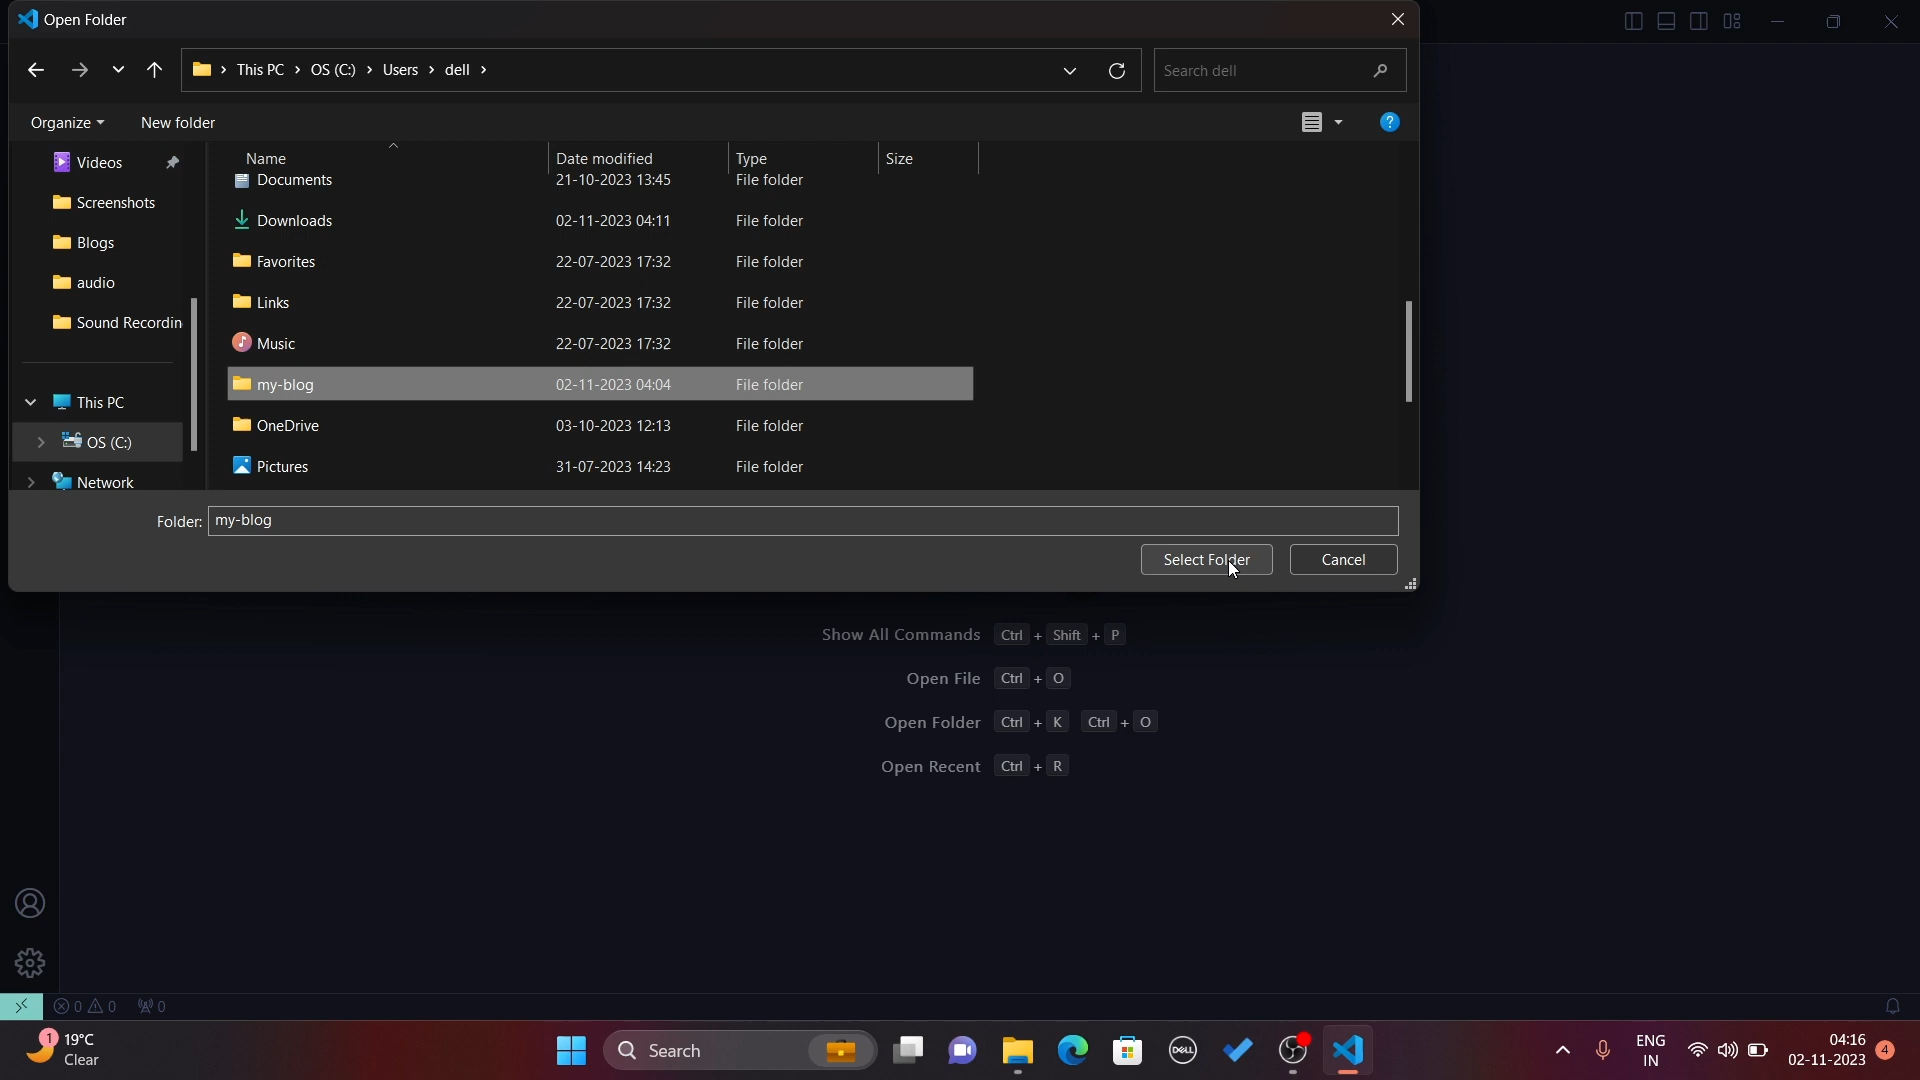 Open Folder
This PC > OS (C:) > Users > dell >
Search dell
Organize
New folder
Name
Date modified
Type
Size
Videos
Screenshots
Blogs
audio
Sound Recordin
This PC
OS (C:)
Network
Documents 21-10-2023 13:45 File folder
Downloads 02-11-2023 04:11 File folder
Favorites 22-07-2023 17:32 File folder
Links 22-07-2023 17:32 File folder
Music 22-07-2023 17:32 File folder
my-blog 02-11-2023 04:04 File folder
OneDrive 03-10-2023 12:13 File folder
Pictures 31-07-2023 14:23 File folder
Folder: my-blog
Select Folder
Cancel
Show All Commands Ctrl + Shift + P
Open File Ctrl + O
Open Folder Ctrl + K Ctrl + O
Open Recent Ctrl + R
0 0 0
1
19°C
Clear
Search
DELL
ENG
IN
04:16
02-11-2023
4